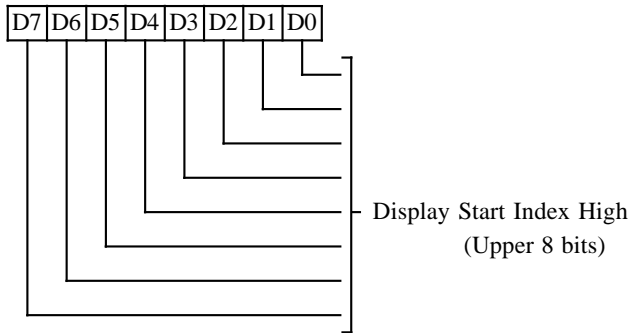 D7 D6 D5 D4 D3 D2 D1 D0
Display Start Index High
(Upper 8 bits)